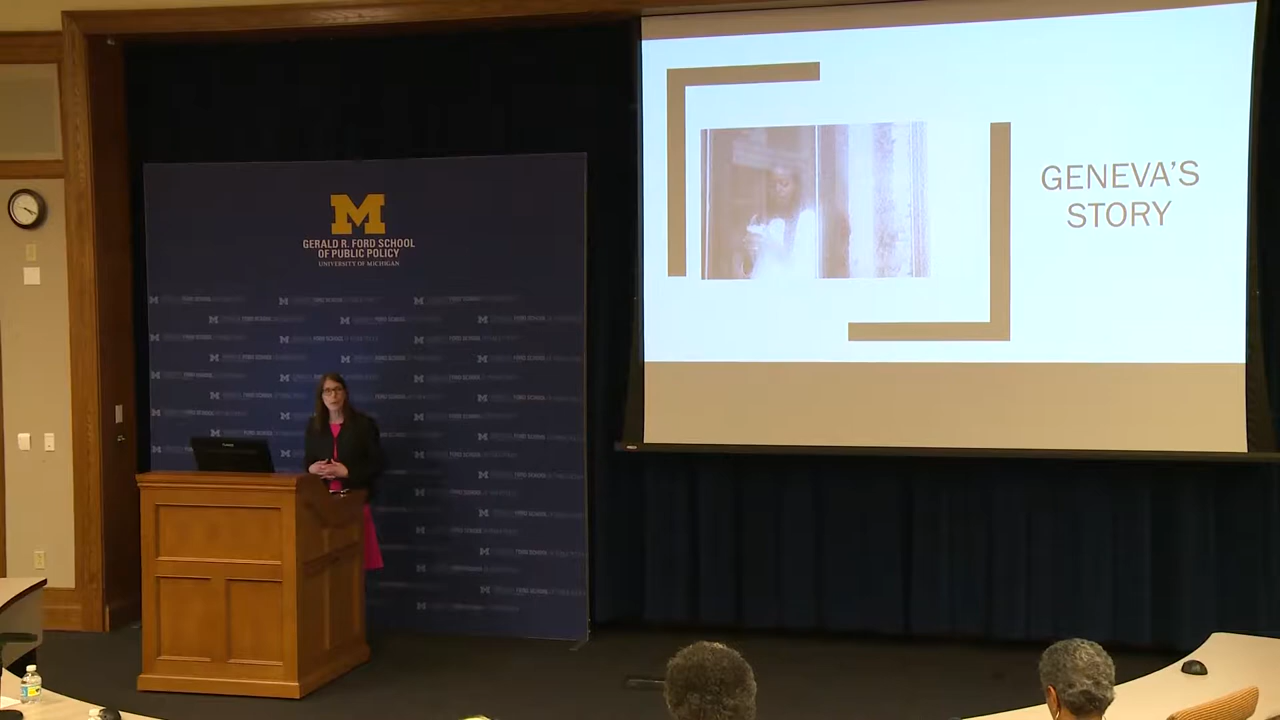 M
GERALD R. FORD SCHOOL
OF PUBLIC POLICY
UNIVERSITY OF MICHIGAN
GENEVA'S
STORY